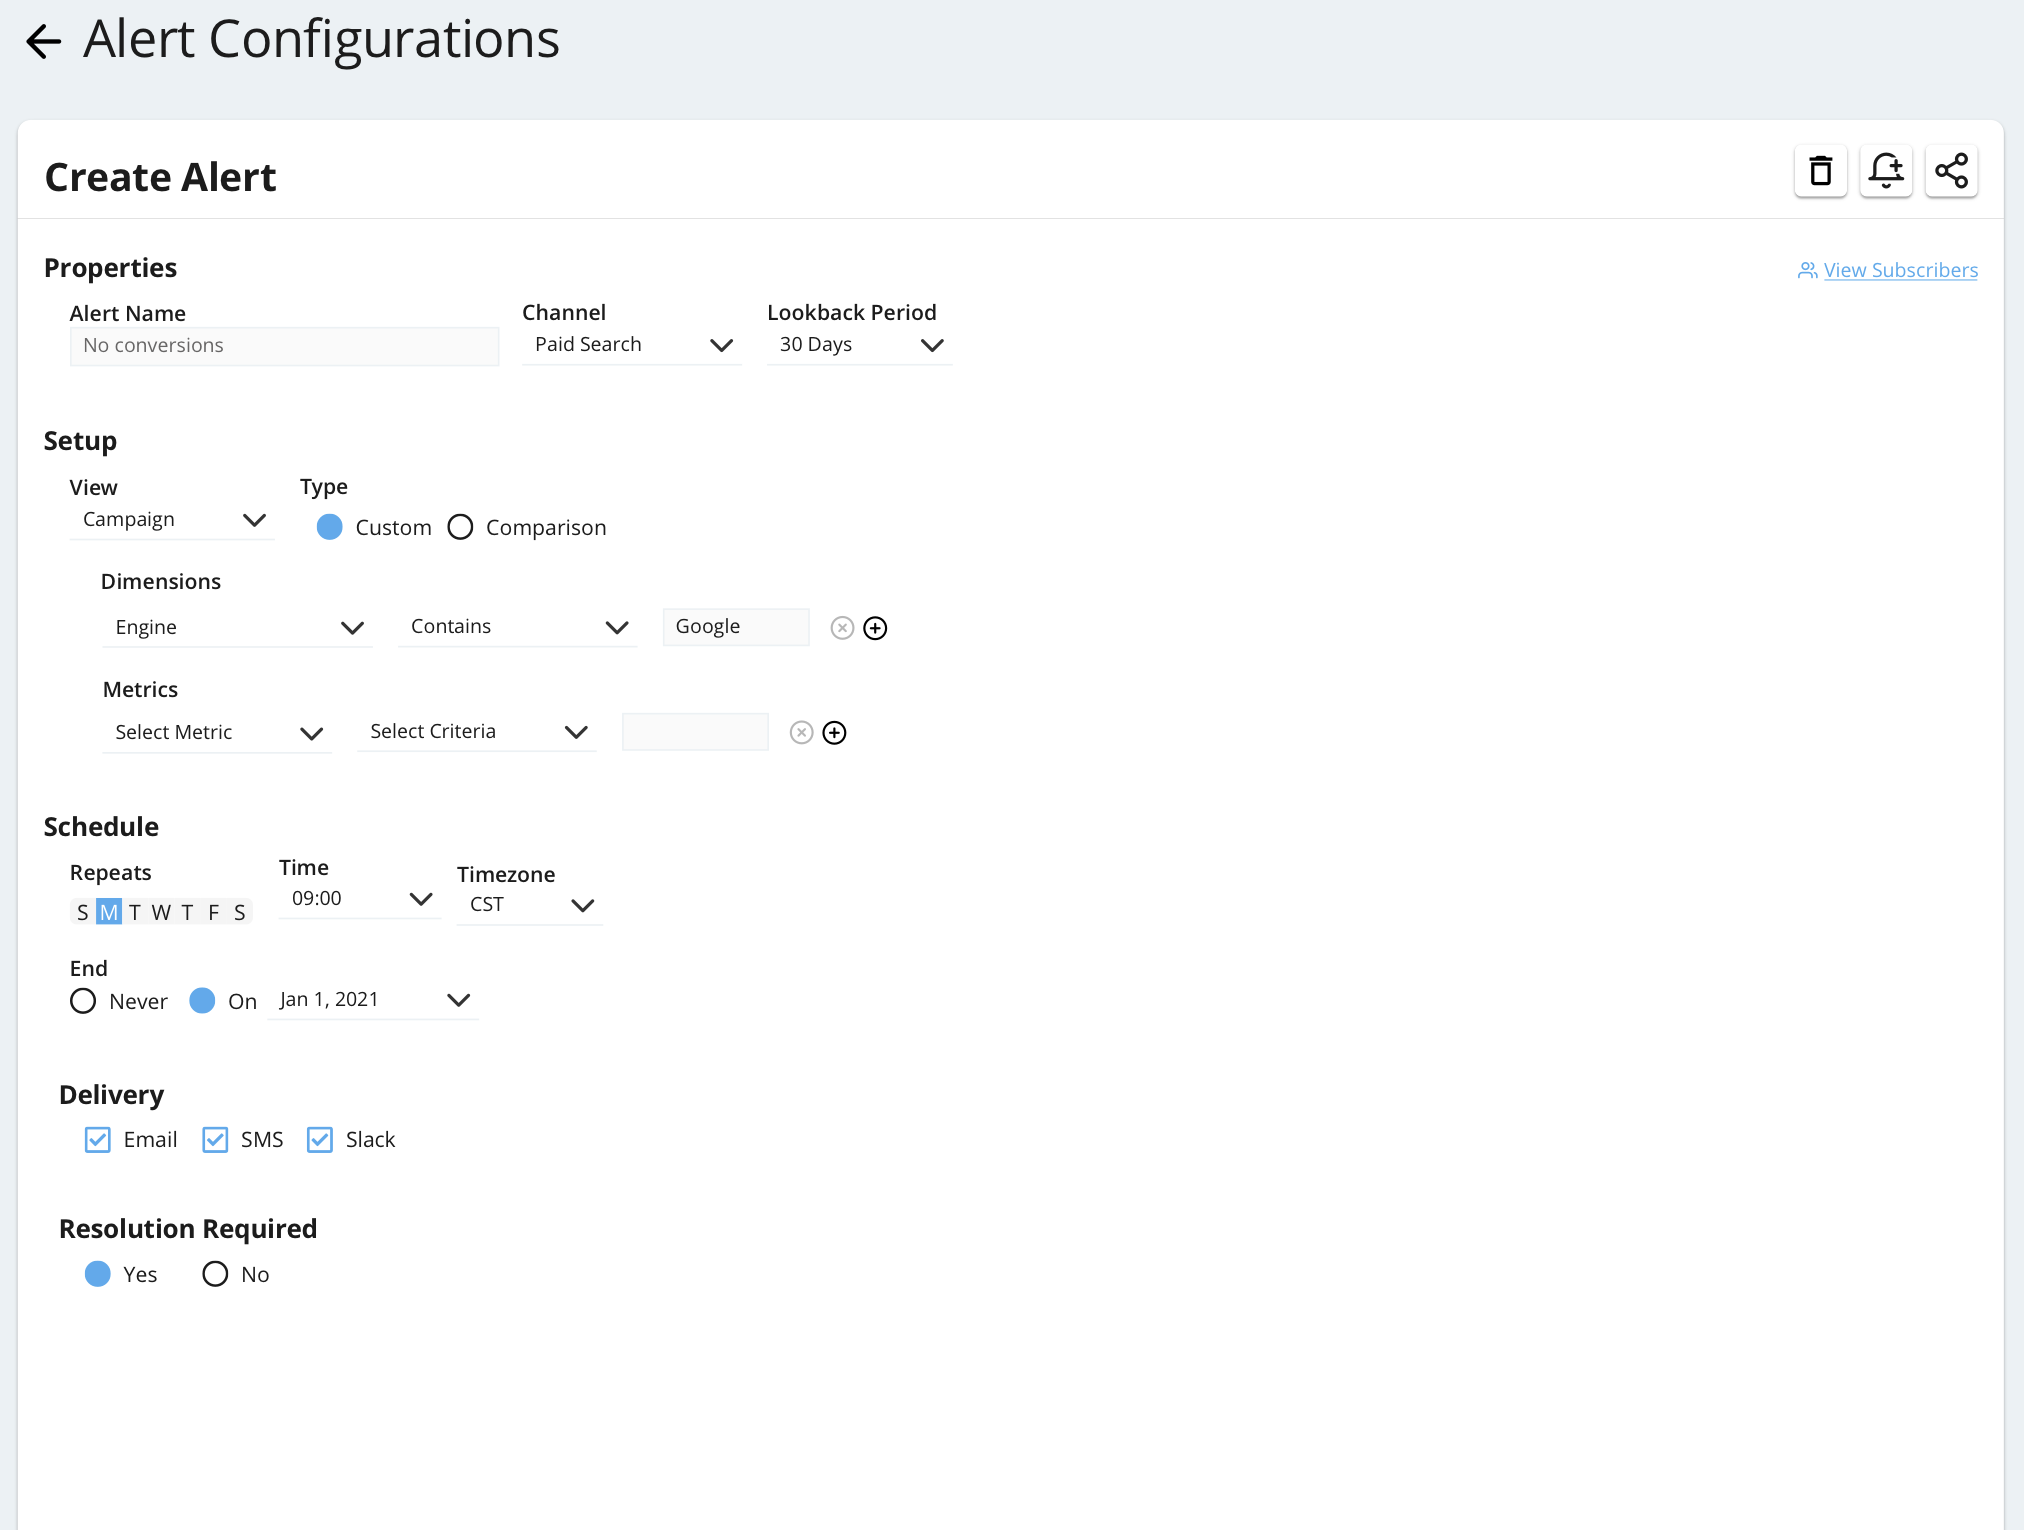 Alert Configurations
Create Alert
Properties
View Subscribers
Alert Name
Channel
Lookback Period
No conversions
Paid Search
30 Days
Setup
View
Type
Campaign
Custom
Comparison
Dimensions
Engine
Contains
Google
Metrics
Select Metric
Select Criteria
Schedule
Repeats
Time
Timezone
S M T W T F S
09:00
CST
End
Never
On
Jan 1, 2021
Delivery
Email
SMS
Slack
Resolution Required
Yes
No